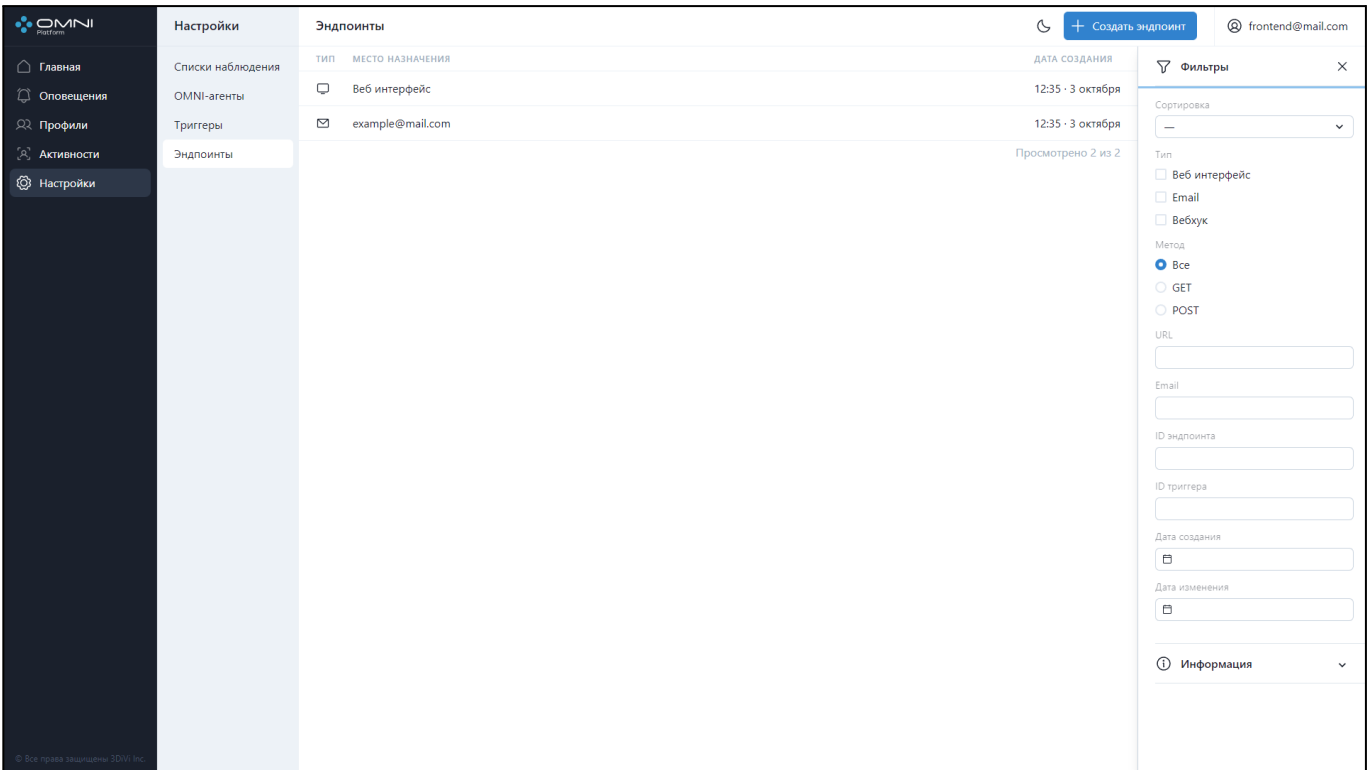 OMNI
Platform
Главная
Оповещения
Профили
Активности
Настройки
© Все права защищены 3DiVi Inc.
Настройки
Списки наблюдения
OMNI-агенты
Триггеры
Эндпоинты
Эндпоинты
Создать эндпоинт
frontend@mail.com
ТИП МЕСТО НАЗНАЧЕНИЯ ДАТА СОЗДАНИЯ
Веб интерфейс 12:35 · 3 октября
example@mail.com 12:35 · 3 октября
Просмотрено 2 из 2
Фильтры
Сортировка
—
Тип
Веб интерфейс
Email
Вебхук
Метод
Все
GET
POST
URL
Email
ID эндпоинта
ID триггера
Дата создания
Дата изменения
Информация